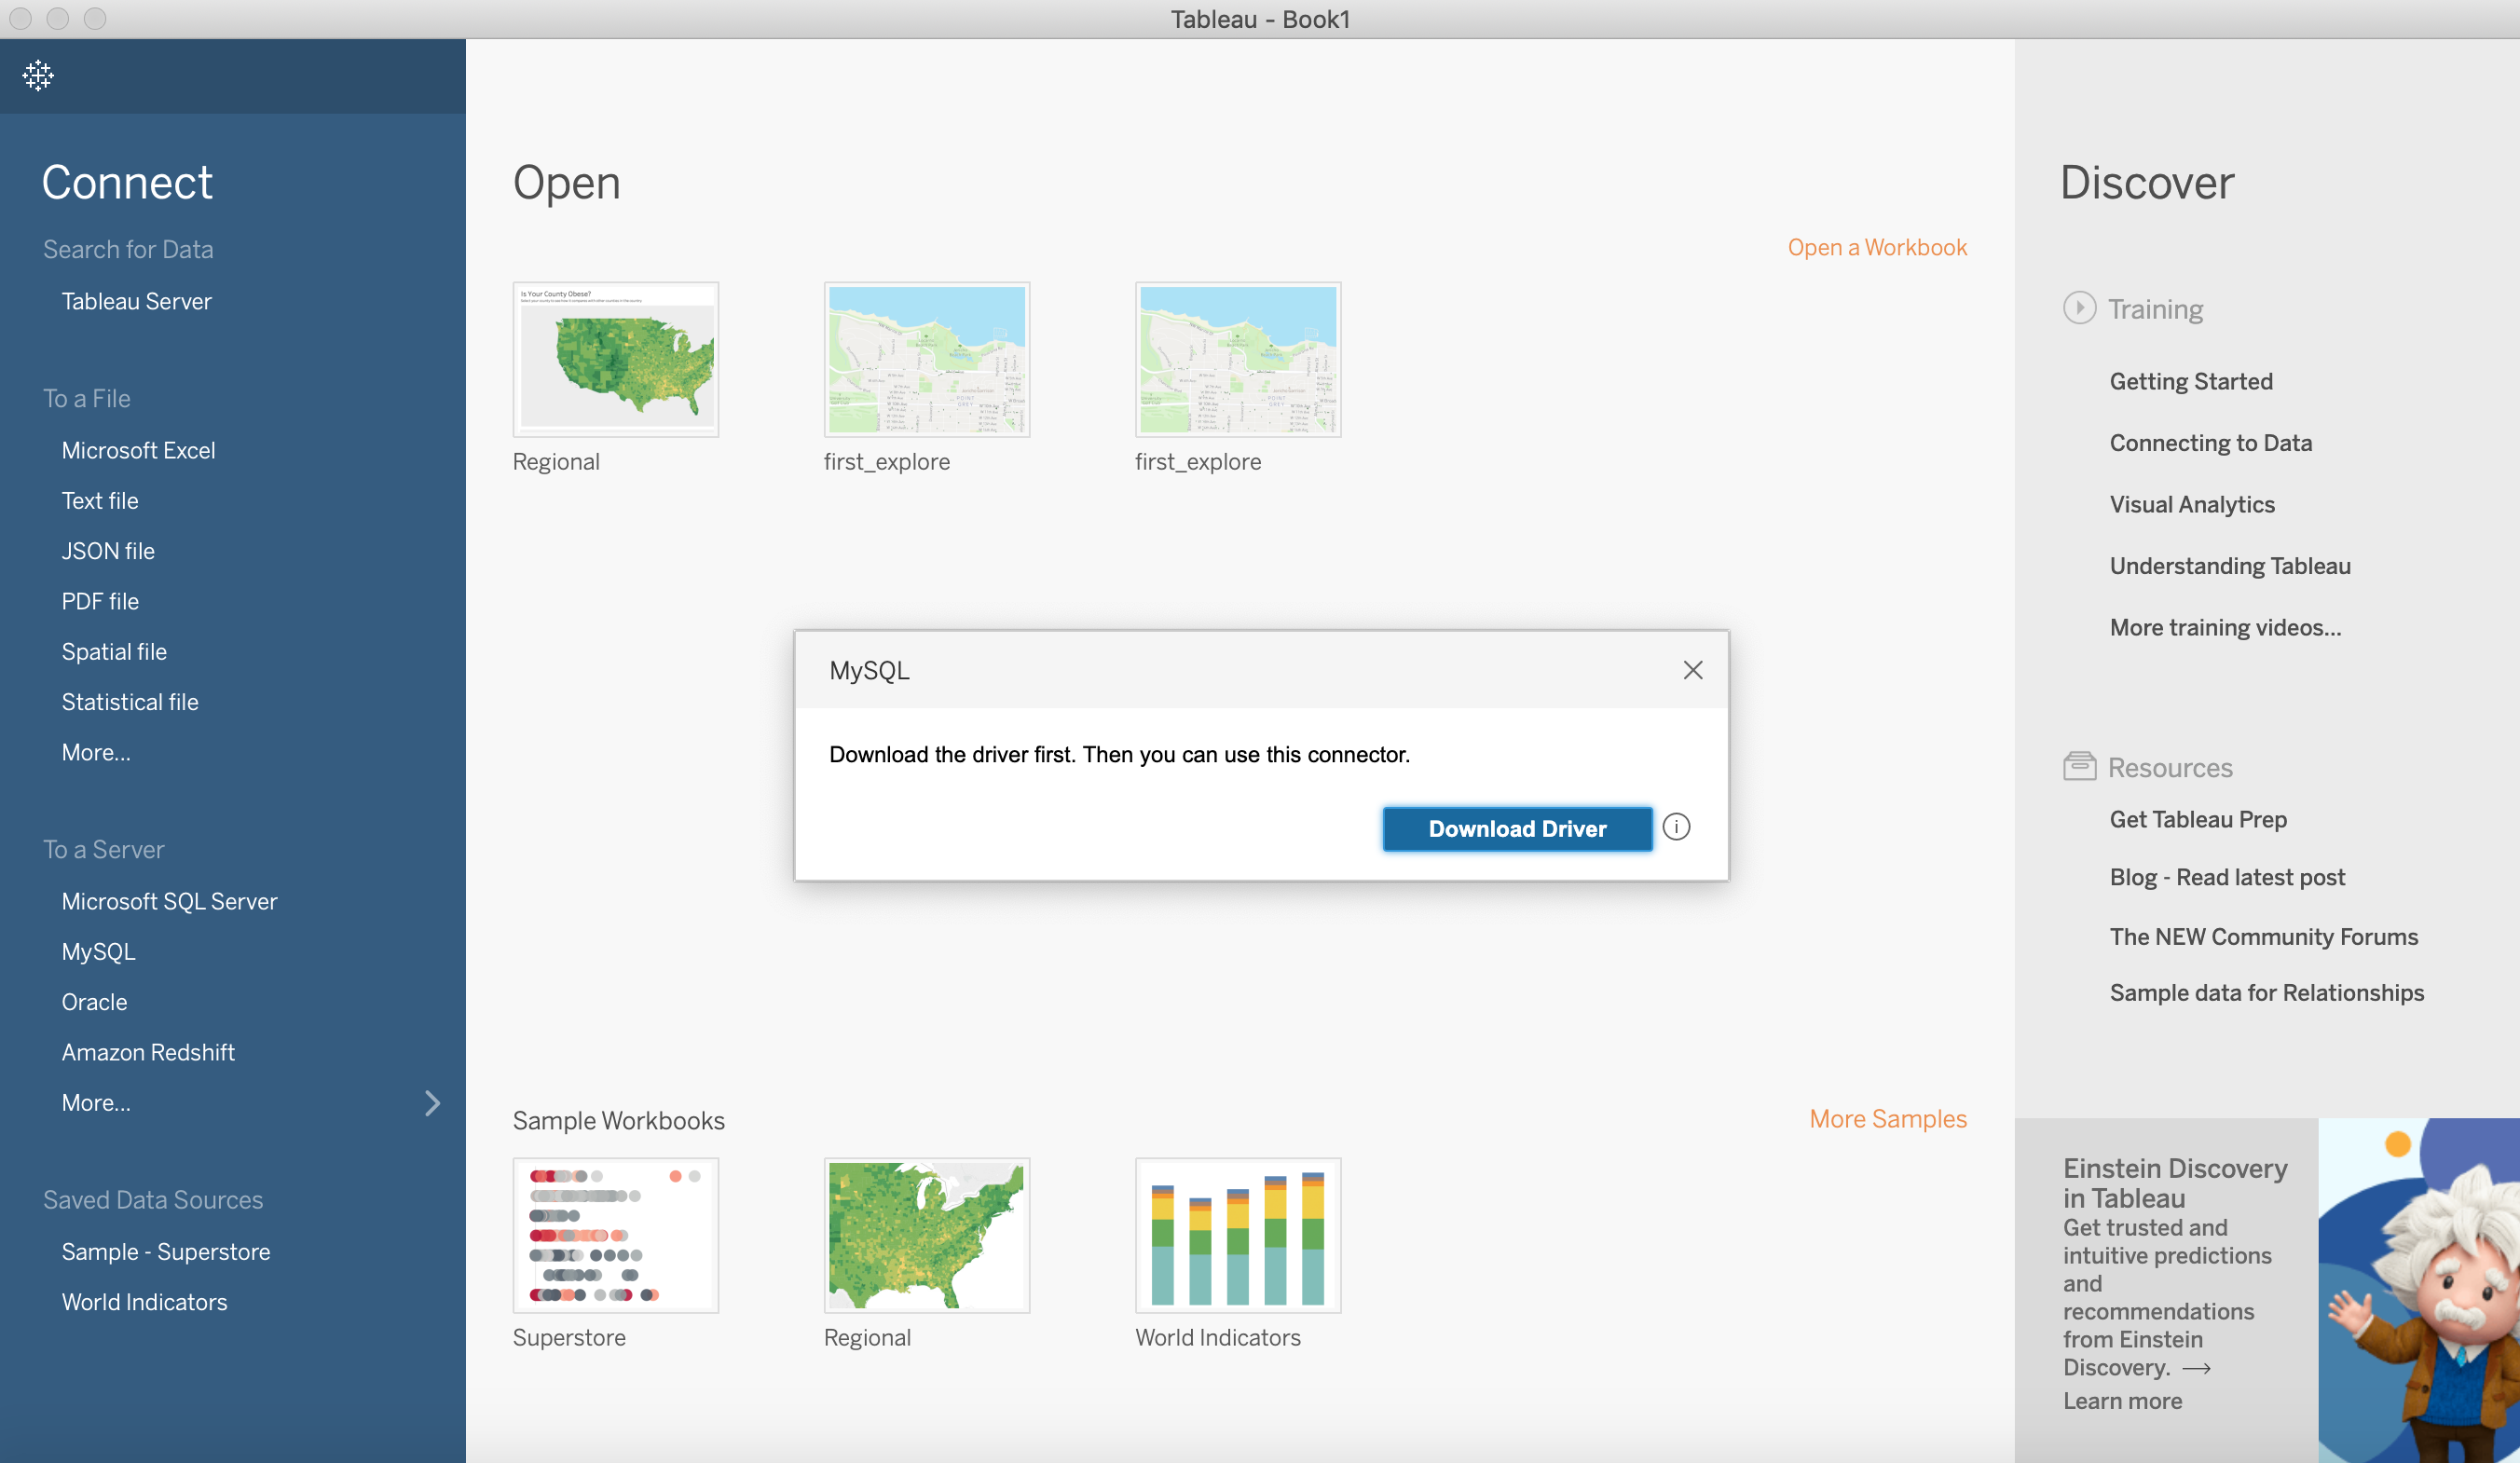 Tableau - Book1
Connect
Search for Data
Tableau Server
To a File
Microsoft Excel
Text file
JSON file
PDF file
Spatial file
Statistical file
More...
To a Server
Microsoft SQL Server
MySQL
Oracle
Amazon Redshift
More...
Saved Data Sources
Sample - Superstore
World Indicators
Open
Open a Workbook
Is Your County Obese?
Regional
first_explore
first_explore
POINT
GREY
POINT
GREY
MySQL
Download the driver first. Then you can use this connector.
Download Driver
Sample Workbooks
More Samples
Superstore
Regional
World Indicators
Discover
Training
Getting Started
Connecting to Data
Visual Analytics
Understanding Tableau
More training videos...
Resources
Get Tableau Prep
Blog - Read latest post
The NEW Community Forums
Sample data for Relationships
Einstein Discovery
in Tableau
Get trusted and
intuitive predictions
and
recommendations
from Einstein
Discovery. →
Learn more